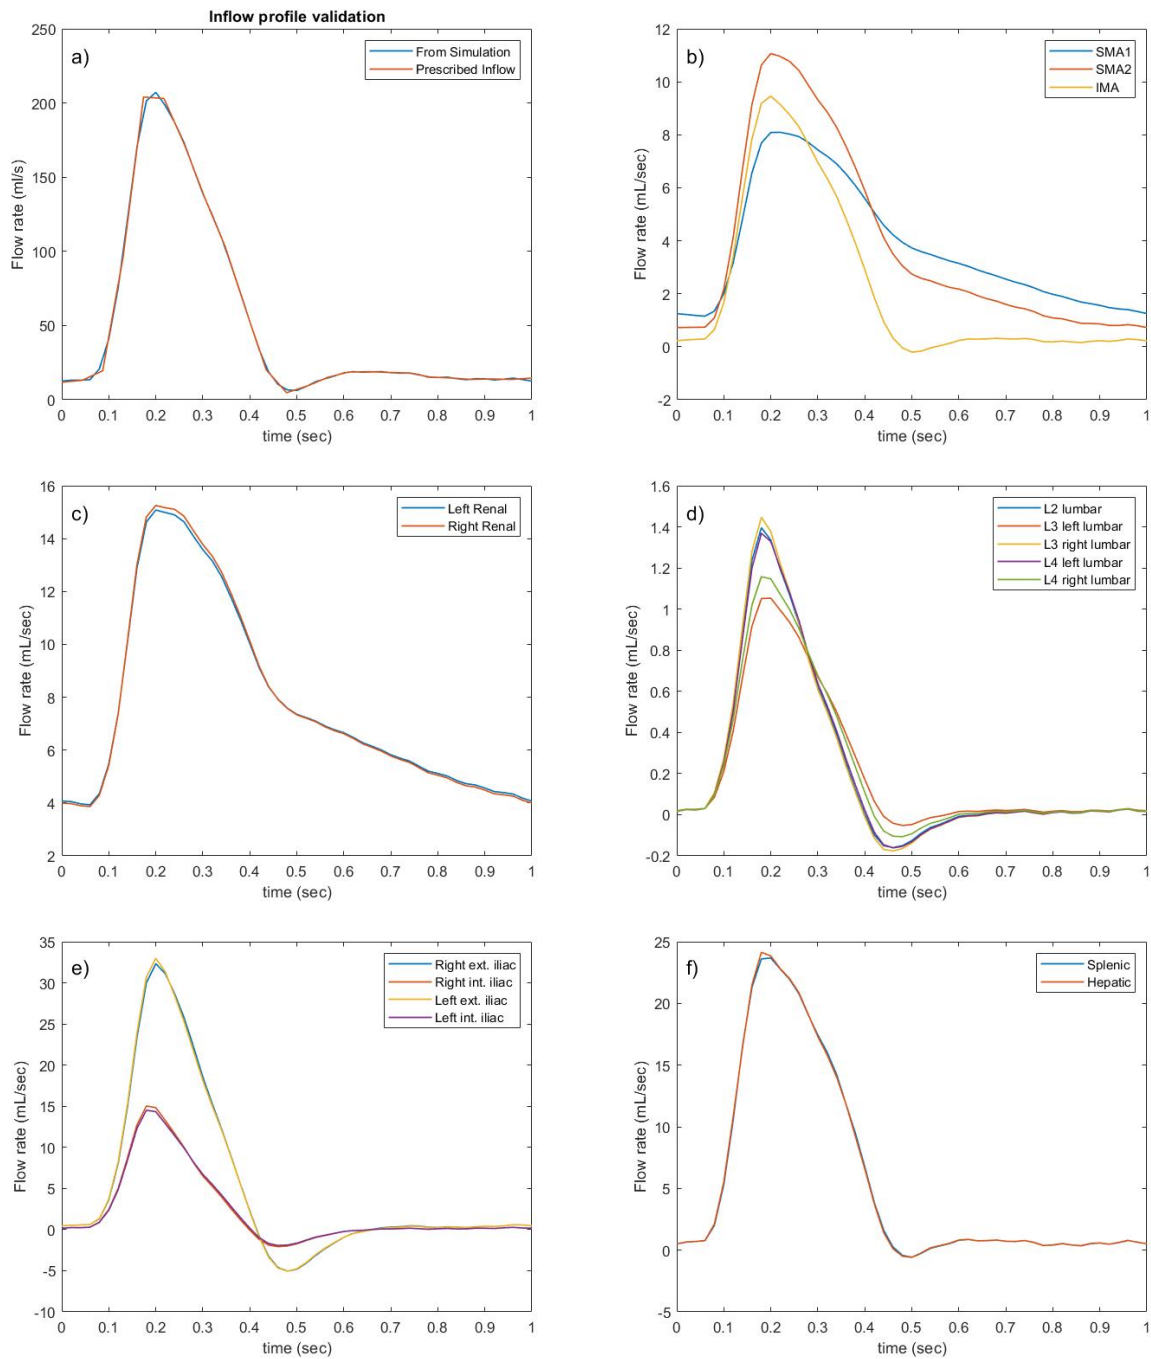 Inflow profile validation
a)
From Simulation
Prescribed Inflow
Flow rate (ml/s)
250
200
150
100
50
0
0 0.1 0.2 0.3 0.4 0.5 0.6 0.7 0.8 0.9 1
time (sec)
b)
SMA1
SMA2
IMA
Flow rate (mL/sec)
12
10
8
6
4
2
0
-2
0 0.1 0.2 0.3 0.4 0.5 0.6 0.7 0.8 0.9 1
time (sec)
c)
Left Renal
Right Renal
Flow rate (mL/sec)
16
14
12
10
8
6
4
2
0 0.1 0.2 0.3 0.4 0.5 0.6 0.7 0.8 0.9 1
time (sec)
d)
L2 lumbar
L3 left lumbar
L3 right lumbar
L4 left lumbar
L4 right lumbar
Flow rate (mL/sec)
1.6
1.4
1.2
1
0.8
0.6
0.4
0.2
0
-0.2
0 0.1 0.2 0.3 0.4 0.5 0.6 0.7 0.8 0.9 1
time (sec)
e)
Right ext. iliac
Right int. iliac
Left ext. iliac
Left int. iliac
Flow rate (mL/sec)
35
30
25
20
15
10
5
0
-5
-10
0 0.1 0.2 0.3 0.4 0.5 0.6 0.7 0.8 0.9 1
time (sec)
f)
Splenic
Hepatic
Flow rate (mL/sec)
25
20
15
10
5
0
-5
0 0.1 0.2 0.3 0.4 0.5 0.6 0.7 0.8 0.9 1
time (sec)